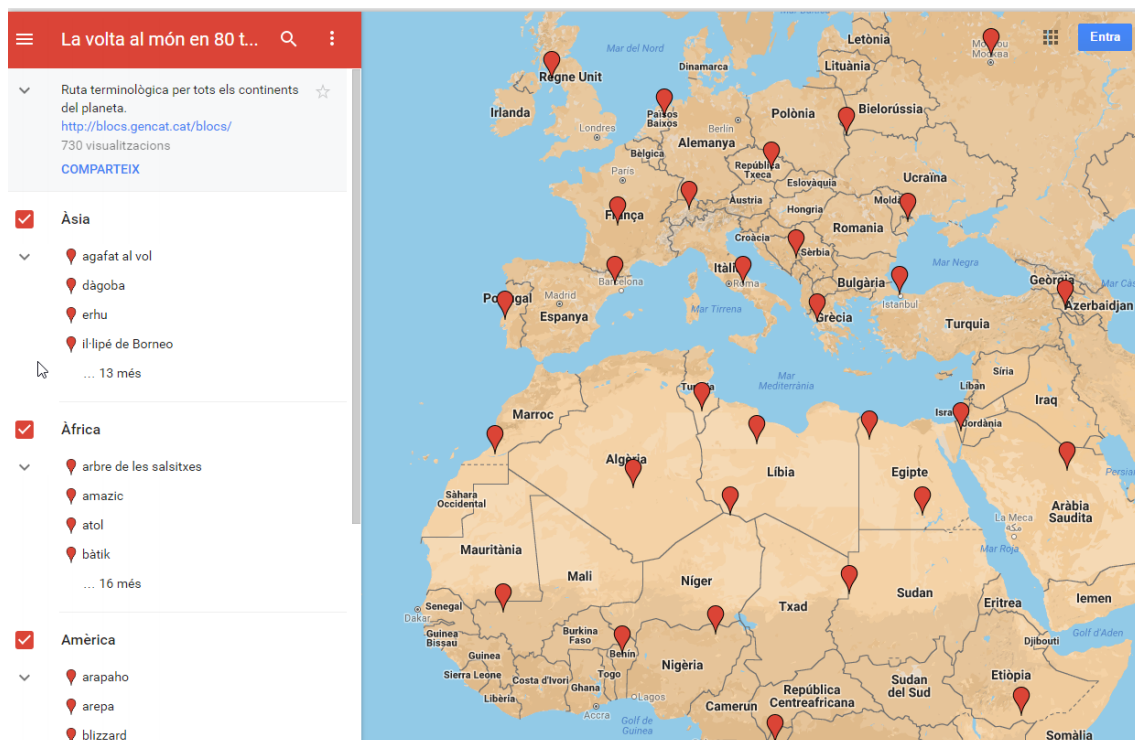 La volta al món en 80 t...
Ruta terminològica per tots els continents
del planeta.
http://blocs.gencat.cat/blocs/
730 visualitzacions
COMPARTEIX
Àsia
agafat al vol
dàgoba
erhu
il·lipé de Borneo
... 13 més
Àfrica
arbre de les salsitxes
amazic
atol
bàtik
... 16 més
Amèrica
arapaho
arepa
blizzard
Entra
Letònia
Mar del Nord
Москва
Dinamarca
Lituània
Regne Unit
Irlanda
Països
Baixos
Polònia
Bielorússia
Londres
Berlín
Alemanya
Bèlgica
París
República
Txeca
Eslovàquia
Ucraïna
Àustria
Hongria
França
Romania
Croàcia
Sèrbia
Mar Negra
Bulgària
Barcelona
Roma
Geòrgia
Mar Càs
Madrid
Espanya
Istanbul
Azerbaidjan
Mar Tirrena
Grècia
Turquia
Mar
Mediterrània
Síria
Líban
Iraq
Marroc
Jordània
Algèria
Líbia
Egipte
Persian
Sàhara
Occidental
Aràbia
Saudita
La Meca
مكة
Mauritània
Mar Roja
Mali
Níger
Txad
Sudan
Eritrea
Iemen
Senegal
Dakar
Guinea
Bissau
Burkina
Faso
Benín
Golf d'Aden
Djibouti
Guinea
Sierra Leone
Costa d'Ivori
Togo
Ghana
Nigèria
Libèria
Lagos
Accra
Golf de
Guinea
Camerun
República
Centreafricana
Sudan
del Sud
Etiòpia
Somàlia